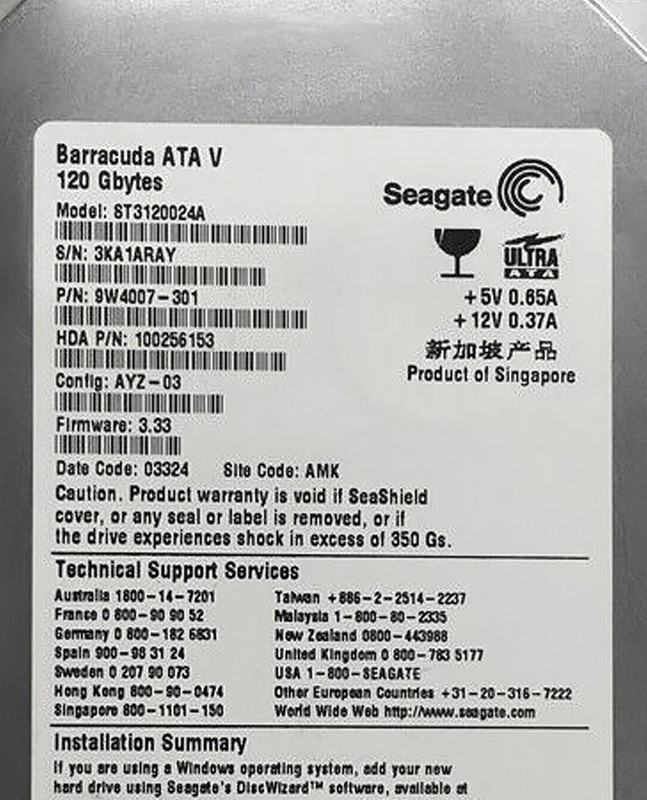 Barracuda ATA V
120 Gbytes
Seagate
Model: ST3120024A
S/N: 3KA1ARAY
ULTRA
ATA
P/N: 9W4007-301
+5V 0.65A
+12V 0.37A
HDA P/N: 100256153
新加坡产品
Product of Singapore
Config: AYZ-03
Firmware: 3.33
Date Code: 03324 Site Code: AMK
Caution. Product warranty is void if SeaShield
cover, or any seal or label is removed, or if
the drive experiences shock in excess of 350 Gs.
Technical Support Services
Australia 1800-14-7201
France 0 800-90 90 52
Germany 0 800-182 6831
Spain 900-98 31 24
Sweden 0 207 90 073
Hong Kong 800-90-0474
Singapore 800-1101-150
Taiwan +886-2-2514-2237
Malaysia 1-800-80-2335
New Zealand 0800-443988
United Kingdom 0 800-783 5177
USA 1-800-SEAGATE
Other European Countries +31-20-316-7222
World Wide Web http://www.seagate.com
Installation Summary
If you are using a Windows operating system, add your new
hard drive using Seagate's DiscWizard™ software, available at